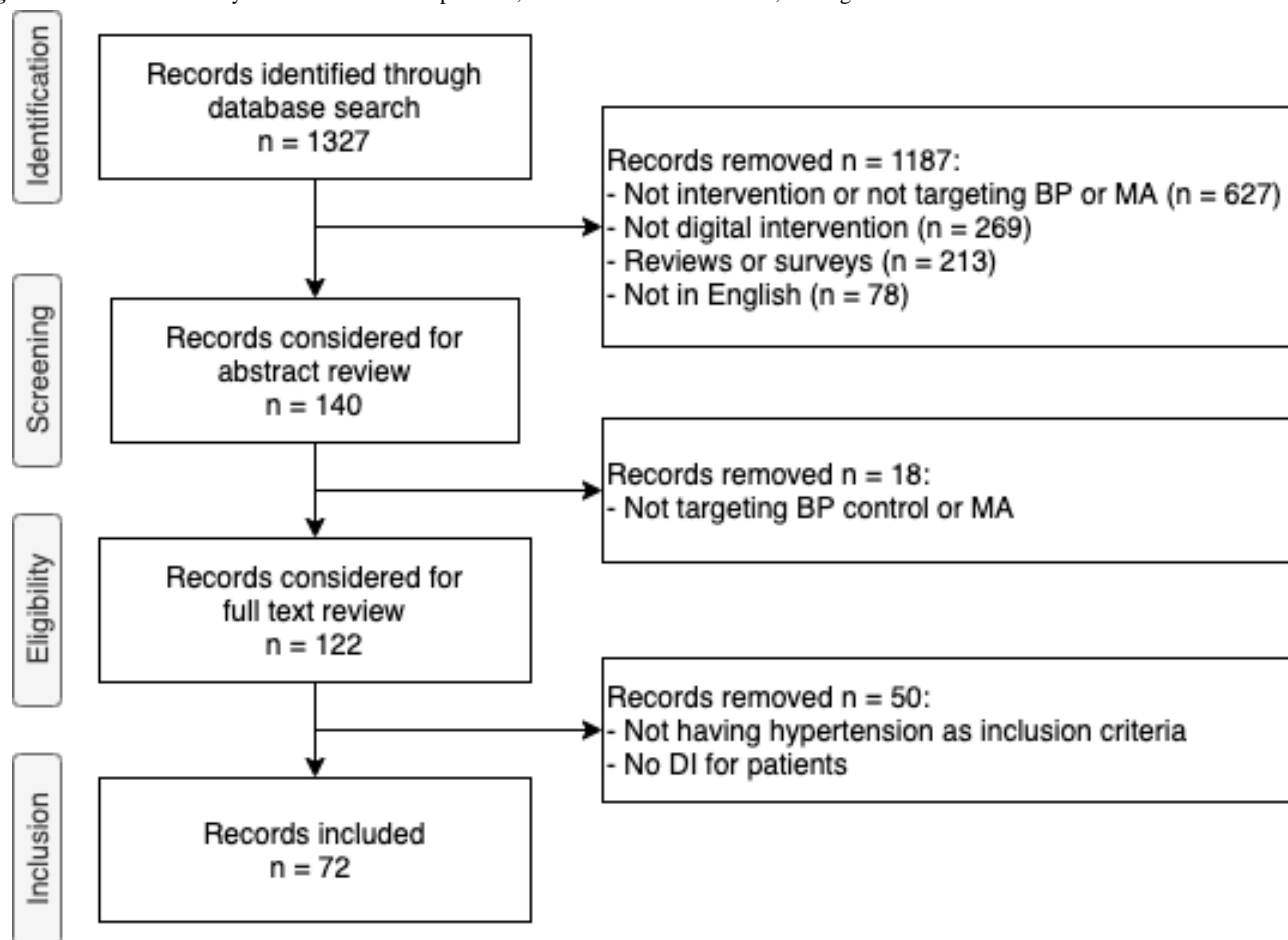 Identification
Records identified through
database search
n = 1327
Records removed n = 1187:
- Not intervention or not targeting BP or MA (n = 627)
- Not digital intervention (n = 269)
- Reviews or surveys (n = 213)
- Not in English (n = 78)
Screening
Records considered for
abstract review
n = 140
Records removed n = 18:
- Not targeting BP control or MA
Eligibility
Records considered for
full text review
n = 122
Records removed n = 50:
- Not having hypertension as inclusion criteria
- No DI for patients
Inclusion
Records included
n = 72